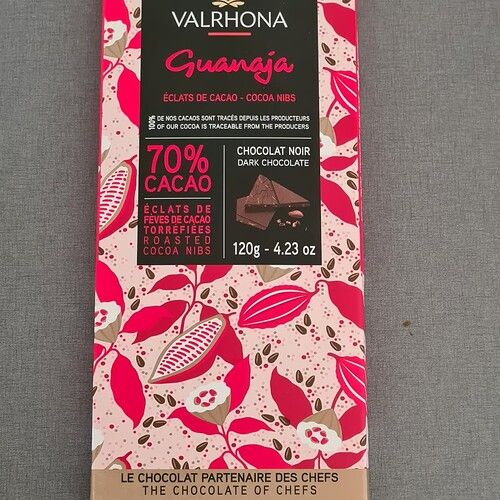 VALRHONA
Guanaja
ÉCLATS DE CACAO - COCOA NIBS
100% DE NOS CACAOS SONT TRACÉS DEPUIS LES PRODUCTEURS
OF OUR COCOA IS TRACEABLE FROM THE PRODUCERS
70%
CACAO
ÉCLATS DE
FÈVES DE CACAO
TORRÉFIÉES
ROASTED
COCOA NIBS
CHOCOLAT NOIR
DARK CHOCOLATE
120g - 4.23 oz
LE CHOCOLAT PARTENAIRE DES CHEFS
THE CHOCOLATE OF CHEFS